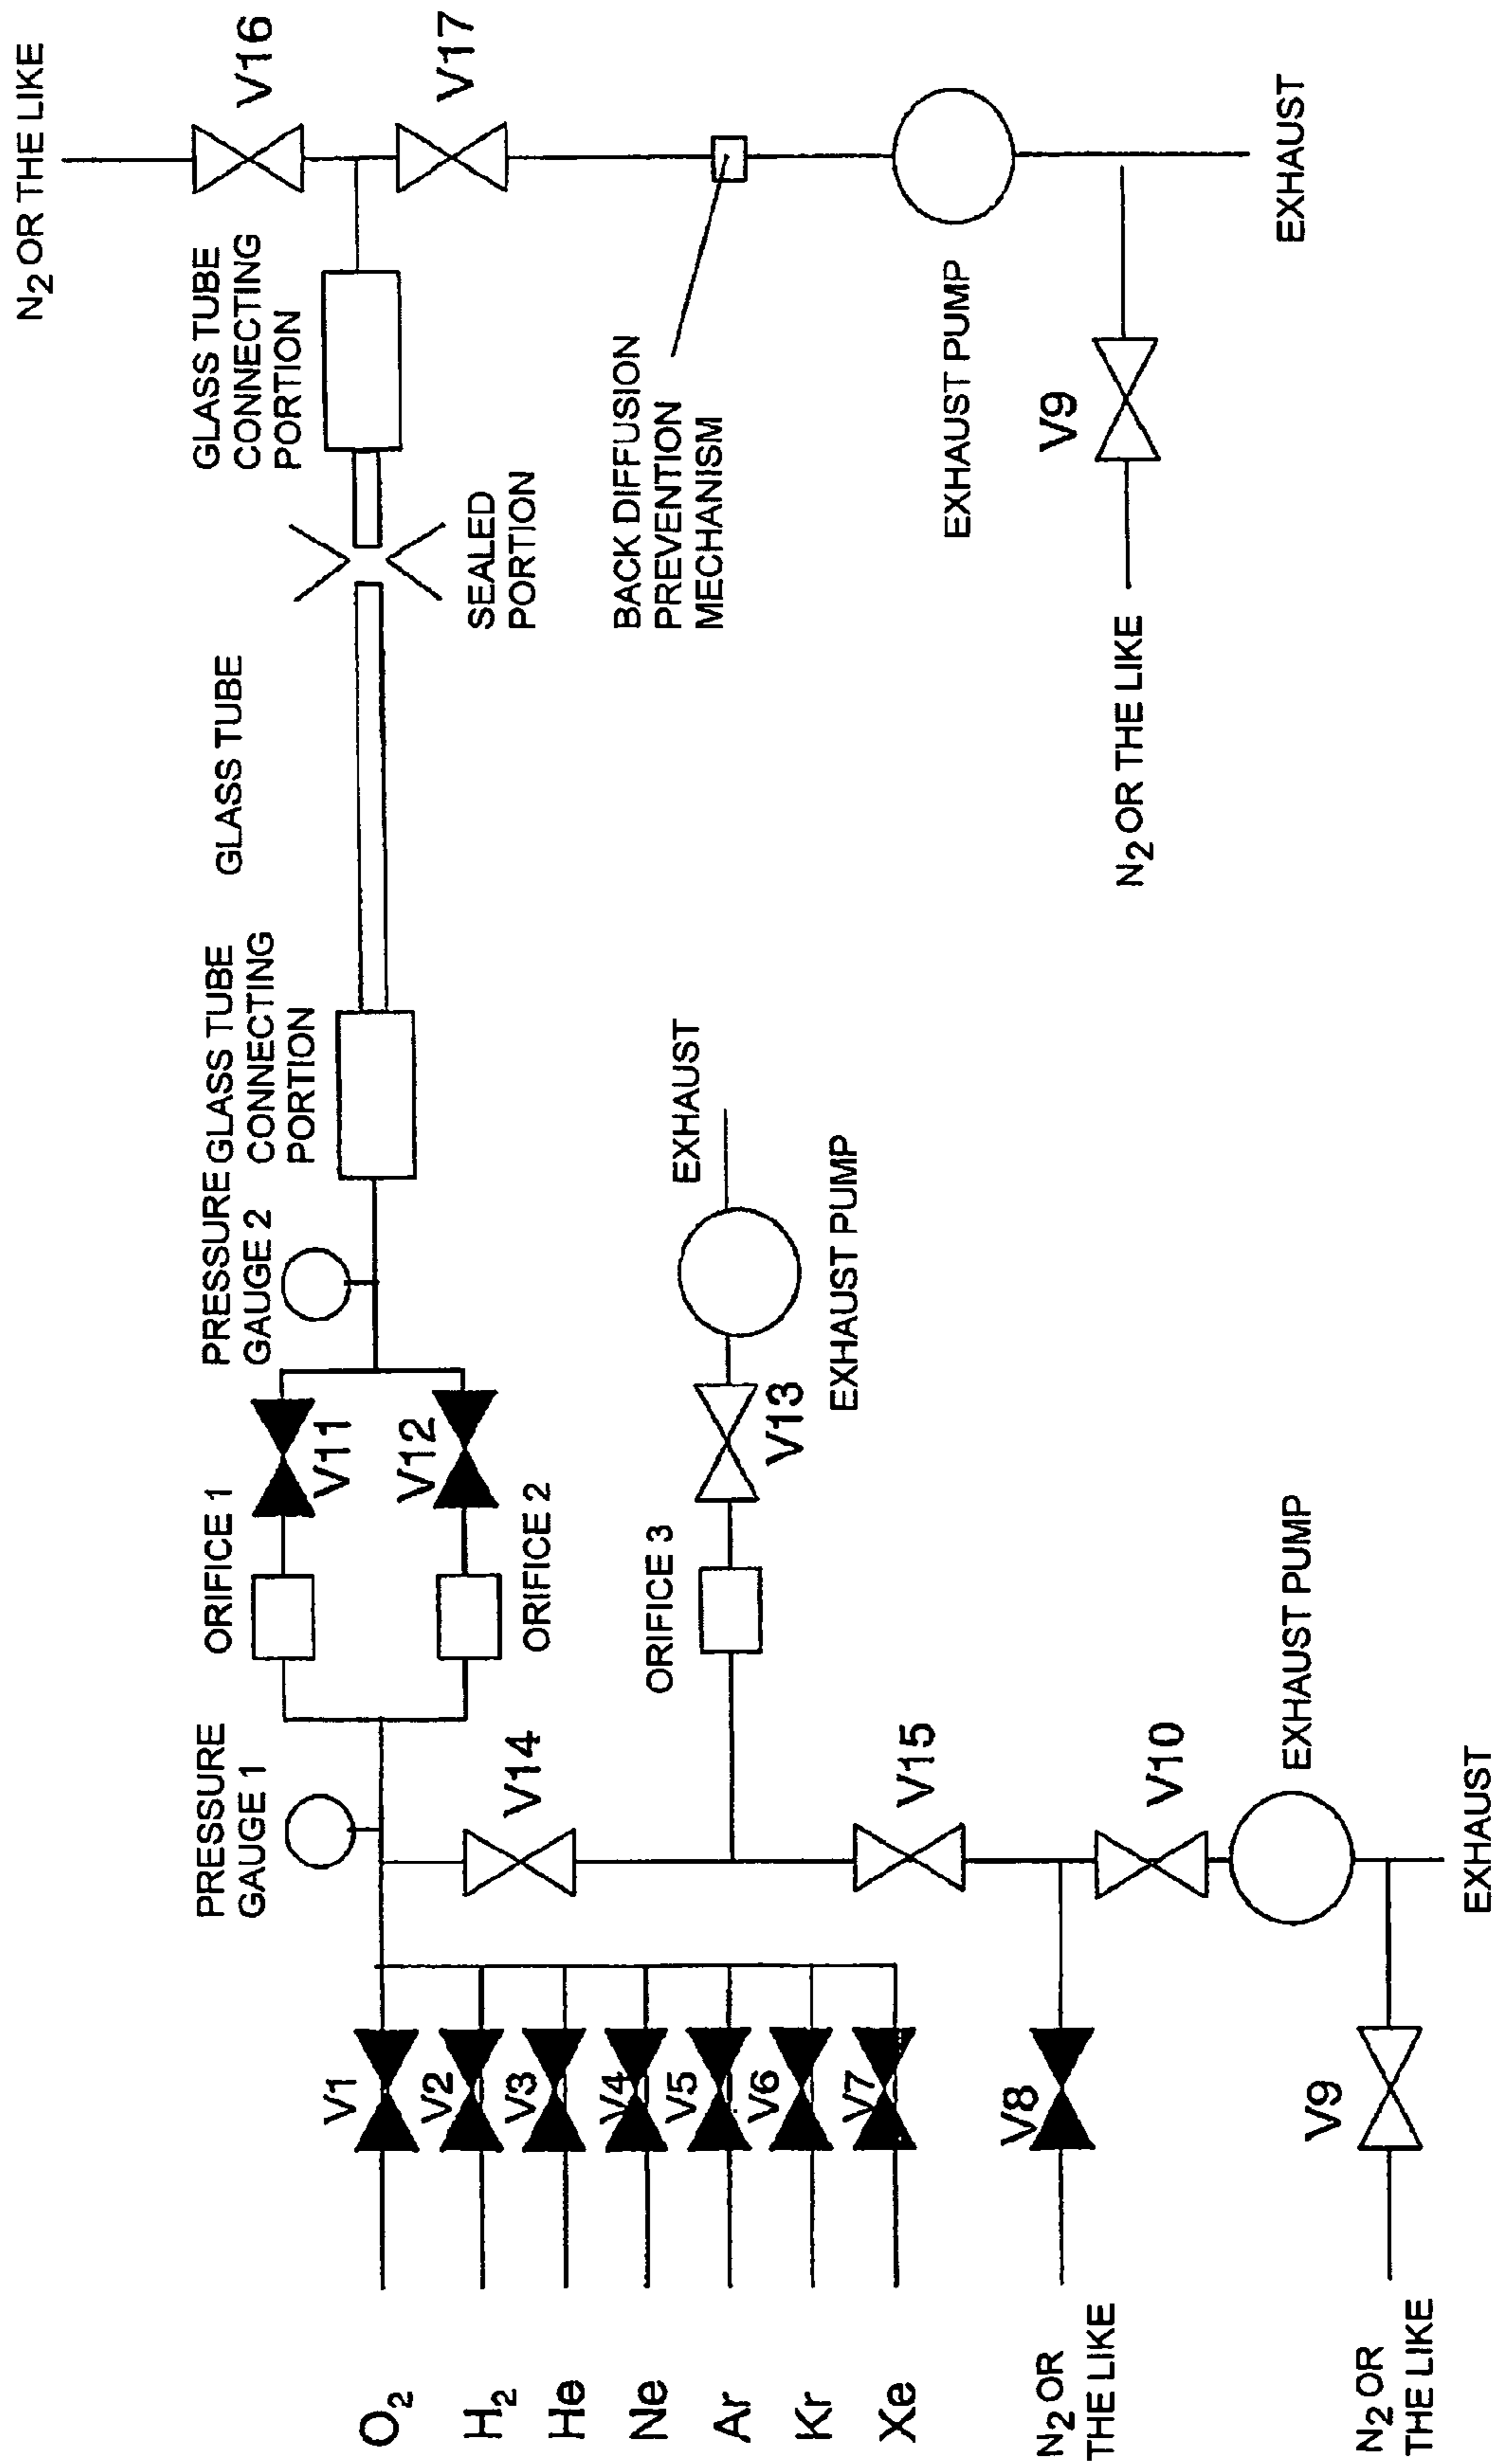 O2
H2
He
Ne
Ar
Kr
Xe
N2 OR
THE LIKE
N2 OR
THE LIKE
V1
V2
V3
V4
V5
V6
V7
V8
V9
PRESSURE
GAUGE 1
V14
V15
V10
EXHAUST PUMP
EXHAUST
ORIFICE 1
ORIFICE 2
ORIFICE 3
V11
V12
V13
EXHAUST PUMP
EXHAUST
PRESSURE
GAUGE 2
GLASS TUBE
CONNECTING
PORTION
GLASS TUBE
SEALED
PORTION
GLASS TUBE
CONNECTING
PORTION
N2 OR THE LIKE
V16
V17
BACK DIFFUSION
PREVENTION
MECHANISM
EXHAUST PUMP
V9
N2 OR THE LIKE
EXHAUST